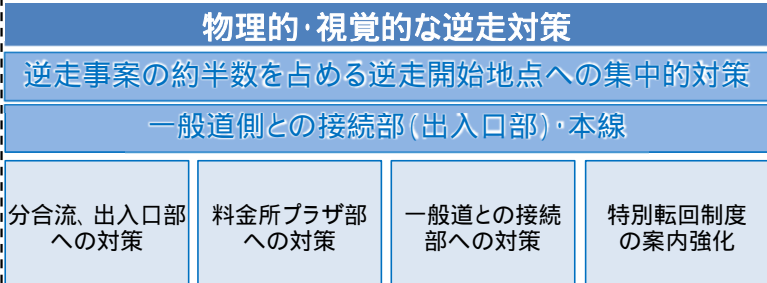 物理的・視覚的な逆走対策
逆走事案の約半数を占める逆走開始地点への集中的対策
一般道側との接続部(出入口部)・本線
分合流、出入口部
への対策
料金所プラザ部
への対策
一般道との接続
部への対策
特別転回制度
の案内強化